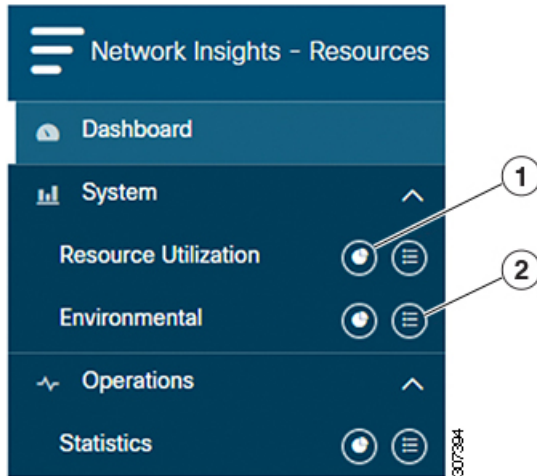 Network Insights - Resources
Dashboard
System
1
Resource Utilization
2
Environmental
Operations
Statistics
307394